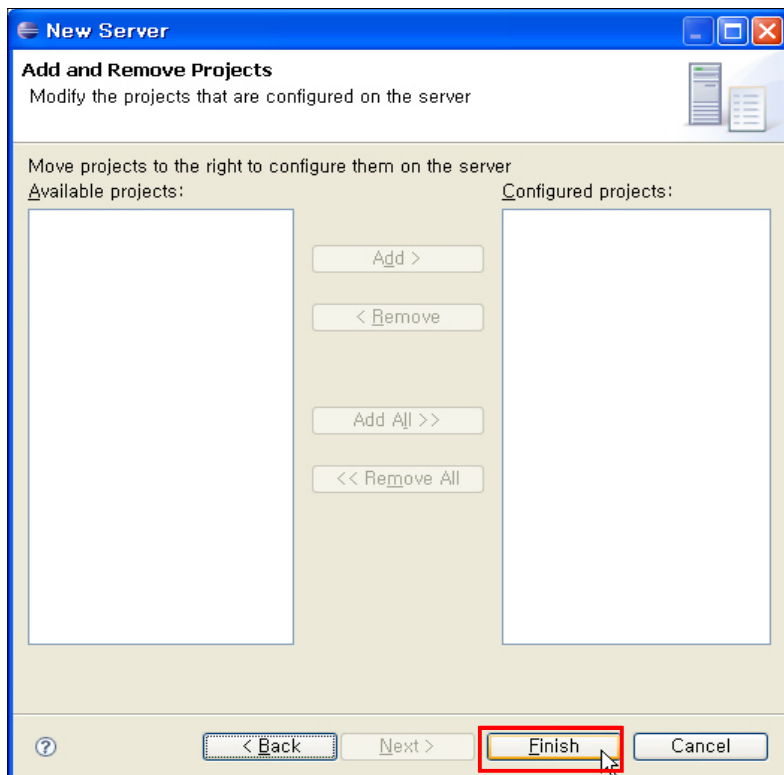 New Server
Add and Remove Projects
Modify the projects that are configured on the server
Move projects to the right to configure them on the server
Available projects:
Configured projects:
Add >
< Remove
Add All >>
<< Remove All
?
< Back
Next >
Finish
Cancel